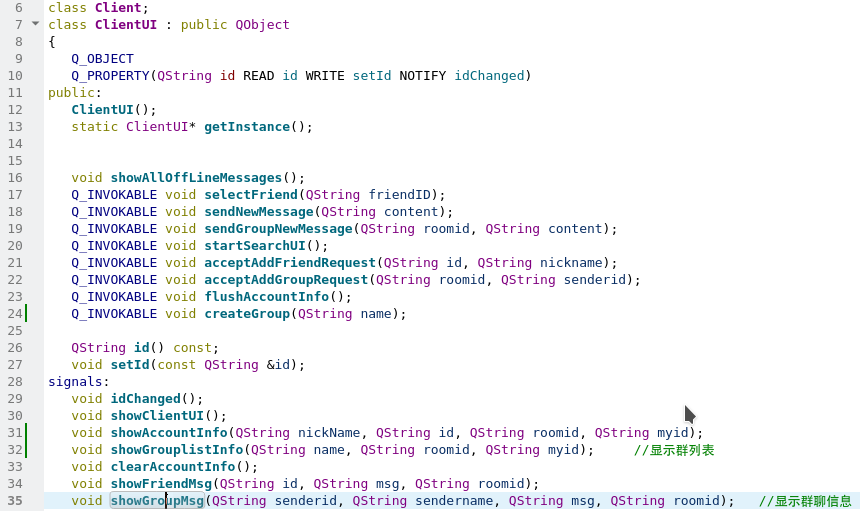 6 class Client;
7 class ClientUI : public QObject
8 {
9 Q_OBJECT
10 Q_PROPERTY(QString id READ id WRITE setId NOTIFY idChanged)
11 public:
12 ClientUI();
13 static ClientUI* getInstance();
14
15
16 void showAllOffLineMessages();
17 Q_INVOKABLE void selectFriend(QString friendID);
18 Q_INVOKABLE void sendNewMessage(QString content);
19 Q_INVOKABLE void sendGroupNewMessage(QString roomid, QString content);
20 Q_INVOKABLE void startSearchUI();
21 Q_INVOKABLE void acceptAddFriendRequest(QString id, QString nickname);
22 Q_INVOKABLE void acceptAddGroupRequest(QString roomid, QString senderid);
23 Q_INVOKABLE void flushAccountInfo();
24 Q_INVOKABLE void createGroup(QString name);
25
26 QString id() const;
27 void setId(const QString &id);
28 signals:
29 void idChanged();
30 void showClientUI();
31 void showAccountInfo(QString nickName, QString id, QString roomid, QString myid);
32 void showGrouplistInfo(QString name, QString roomid, QString myid); //显示群列表
33 void clearAccountInfo();
34 void showFriendMsg(QString id, QString msg, QString roomid);
35 void showGroupMsg(QString senderid, QString sendername, QString msg, QString roomid); //显示群聊信息